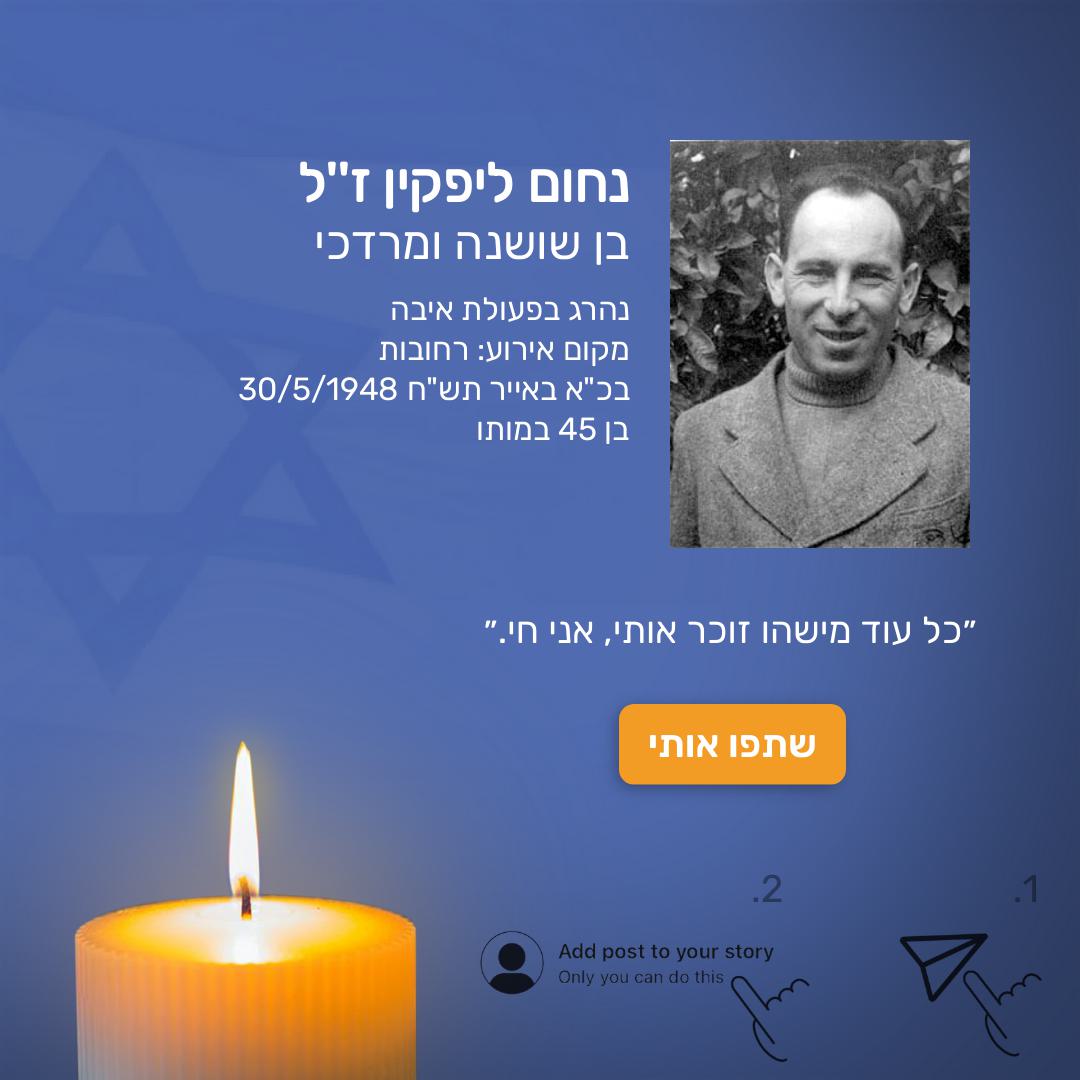 נחום ליפקין ז"ל
בן שושנה ומרדכי
נהרג בפעולת איבה
מקום אירוע: רחובות
בכ"א באייר תש"ח 30/5/1948
בן 45 במותו
״כל עוד מישהו זוכר אותי, אני חי.״
שתפו אותי
1.
2.
Add post to your story
Only you can do this